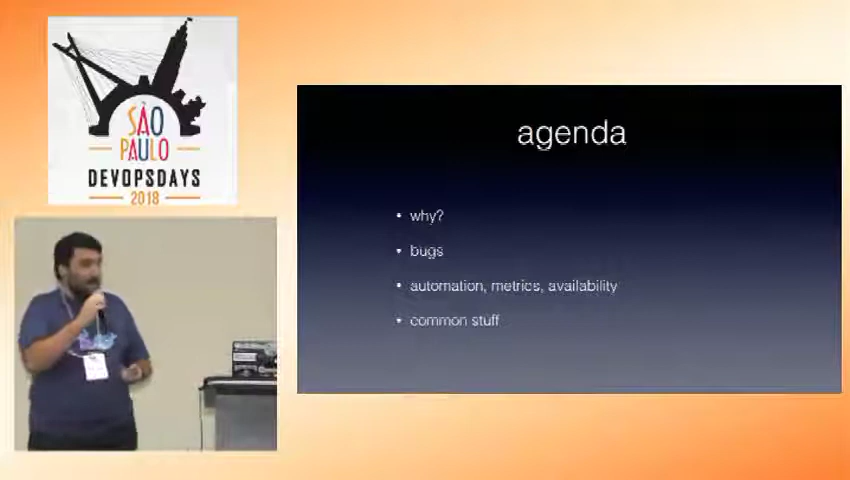 SÃO
PAULO
DEVOPSDAYS
2018
agenda
• why?
• bugs
• automation, metrics, availability
• common stuff